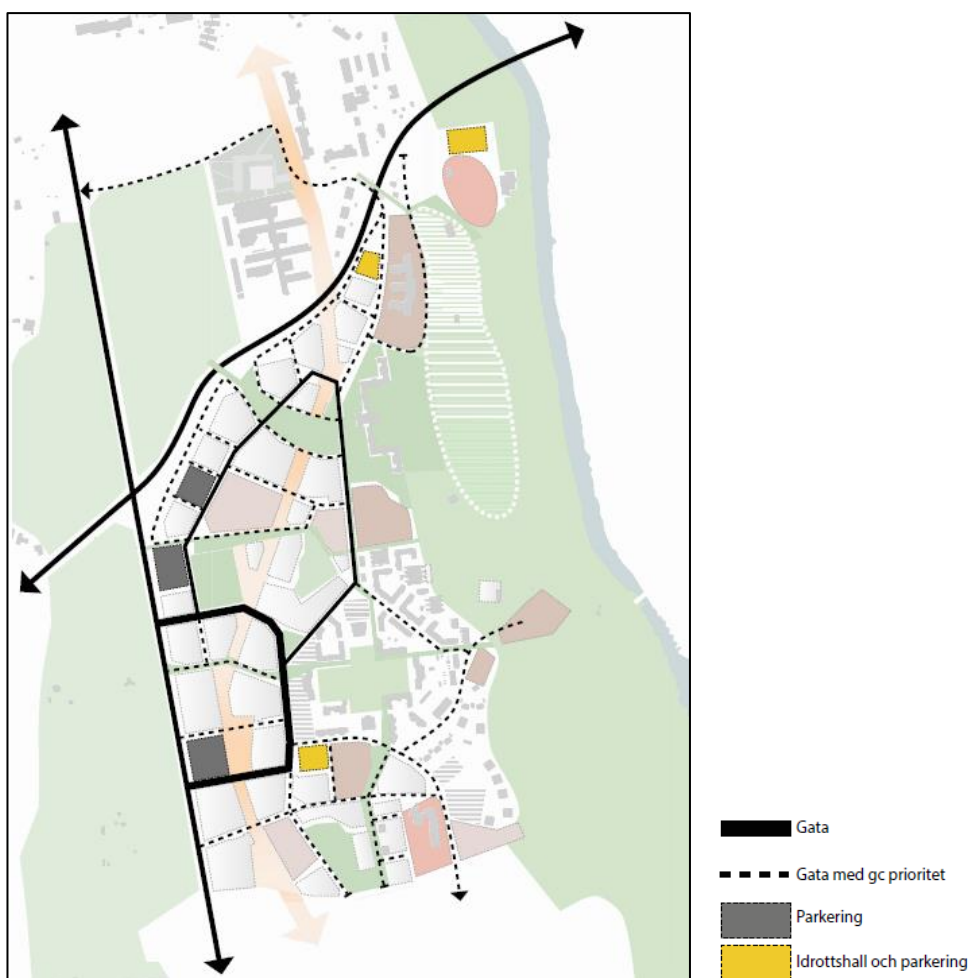 Gata
Gata med gc prioritet
Parkering
Idrottshall och parkering